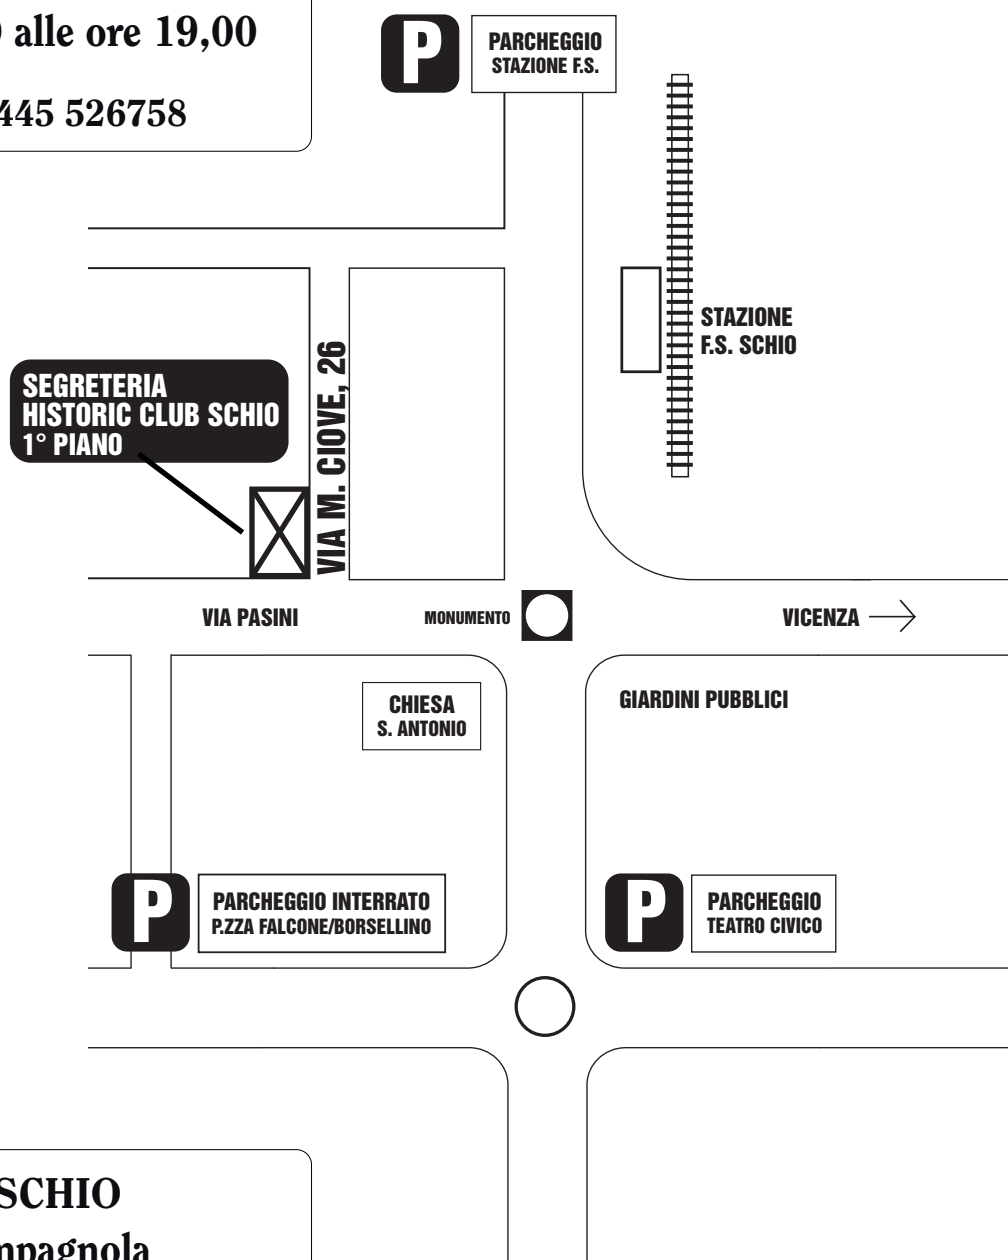 alle ore 19,00
445 526758
P
PARCHEGGIO
STAZIONE F.S.
STAZIONE
F.S. SCHIO
SEGRETERIA
HISTORIC CLUB SCHIO
1° PIANO
VIA M. CIOVE, 26
VIA PASINI
MONUMENTO
VICENZA
CHIESA
S. ANTONIO
GIARDINI PUBBLICI
P
PARCHEGGIO INTERRATO
P.ZZA FALCONE/BORSELLINO
P
PARCHEGGIO
TEATRO CIVICO
SCHIO
mpagnola